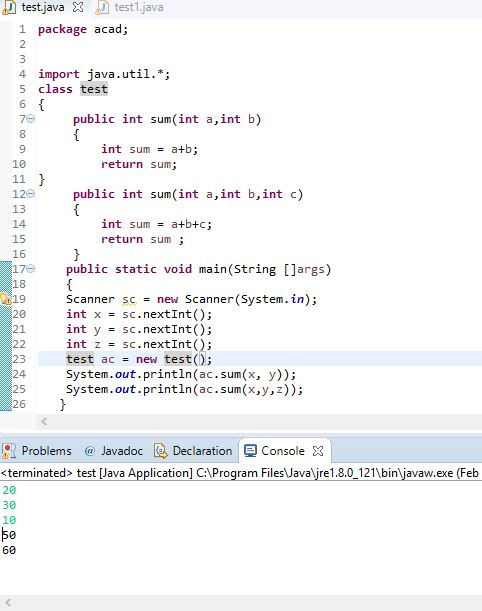 test.java test1.java
1 package acad;
2
3
4 import java.util.*;
5 class test
6 {
7 public int sum(int a,int b)
8 {
9 int sum = a+b;
10 return sum;
11 }
12 public int sum(int a,int b,int c)
13 {
14 int sum = a+b+c;
15 return sum ;
16 }
17 public static void main(String []args)
18 {
19 Scanner sc = new Scanner(System.in);
20 int x = sc.nextInt();
21 int y = sc.nextInt();
22 int z = sc.nextInt();
23 test ac = new test();
24 System.out.println(ac.sum(x, y));
25 System.out.println(ac.sum(x,y,z));
26 }
Problems @ Javadoc Declaration Console
<terminated> test [Java Application] C:\Program Files\Java\jre1.8.0_121\bin\javaw.exe (Feb
20
30
10
50
60